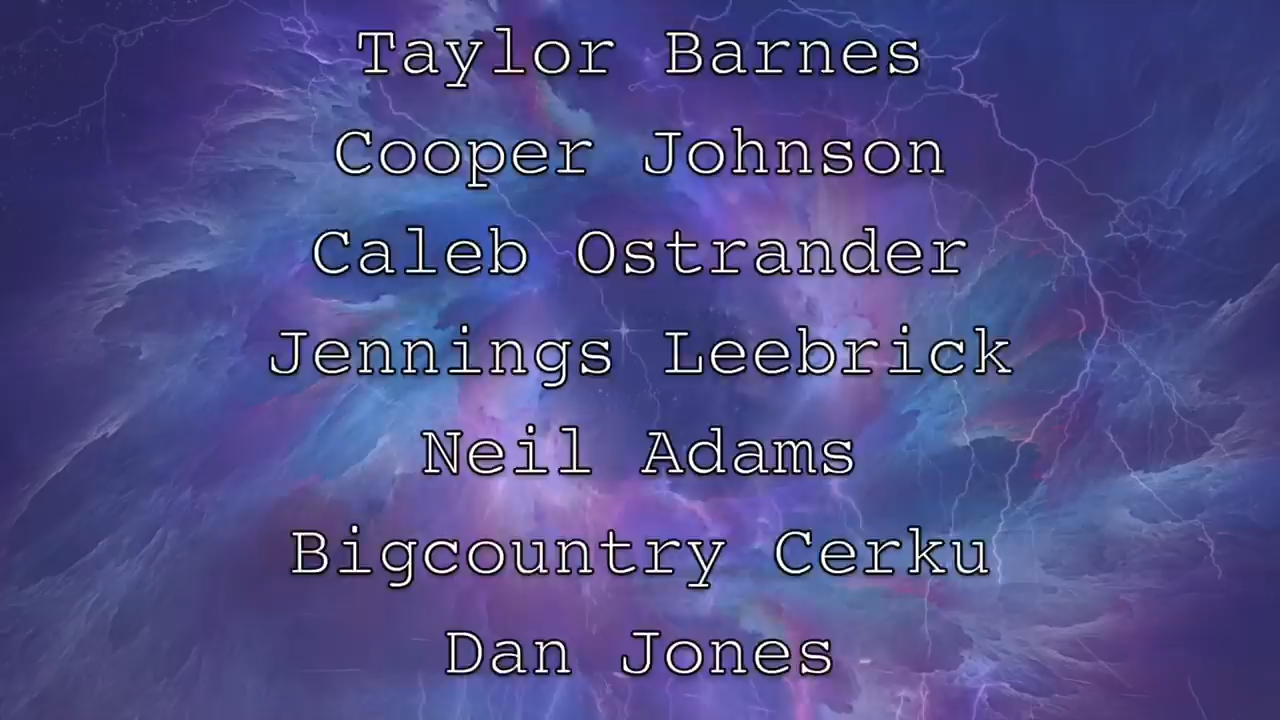 Taylor Barnes
Cooper Johnson
Caleb Ostrander
Jennings Leebrick
Neil Adams
Bigcountry Cerku
Dan Jones